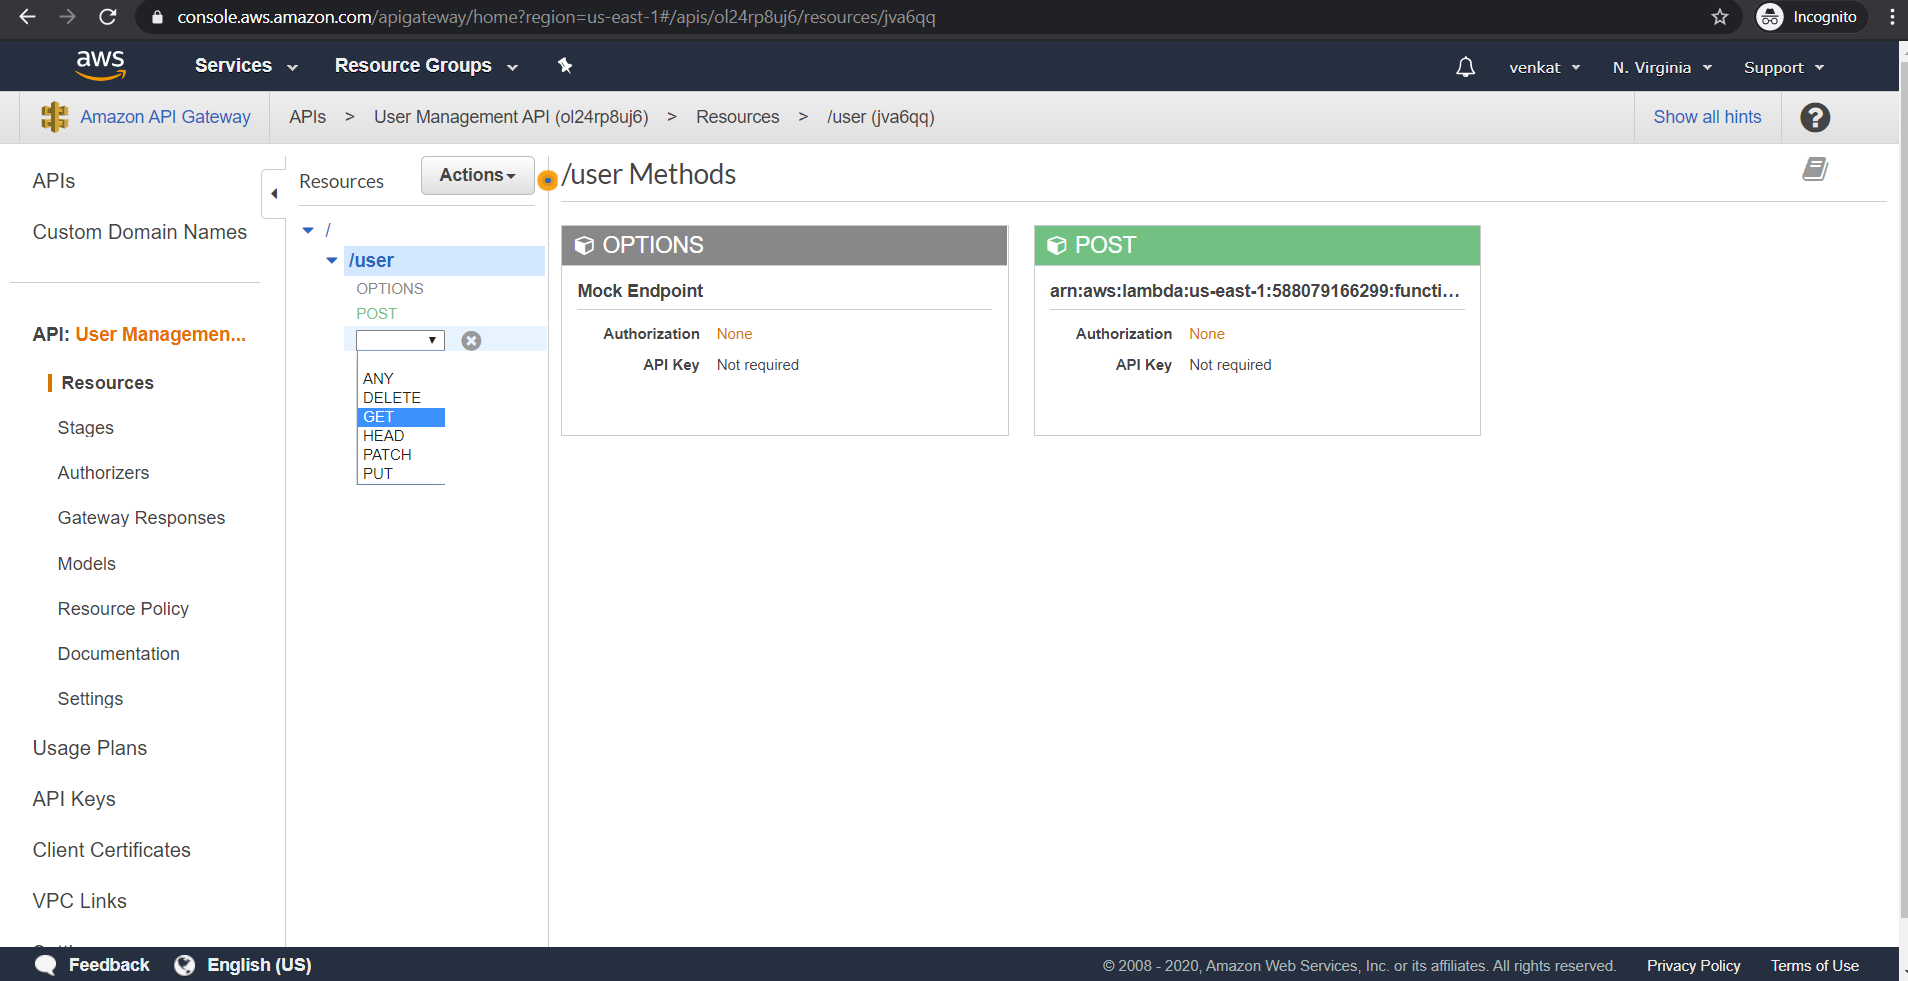 console.aws.amazon.com/apigateway/home?region=us-east-1#/apis/ol24rp8uj6/resources/jva6qq
Incognito
aws
Services
Resource Groups
venkat
N. Virginia
Support
Amazon API Gateway
APIs > User Management API (ol24rp8uj6) > Resources > /user (jva6qq)
Show all hints
?
APIs
Custom Domain Names
API: User Managemen...
Resources
Stages
Authorizers
Gateway Responses
Models
Resource Policy
Documentation
Settings
Usage Plans
API Keys
Client Certificates
VPC Links
Resources
Actions
/
/user
OPTIONS
POST
ANY
DELETE
GET
HEAD
PATCH
PUT
/user Methods
OPTIONS
Mock Endpoint
Authorization None
API Key Not required
POST
arn:aws:lambda:us-east-1:588079166299:functi...
Authorization None
API Key Not required
Feedback
English (US)
© 2008 - 2020, Amazon Web Services, Inc. or its affiliates. All rights reserved.
Privacy Policy
Terms of Use